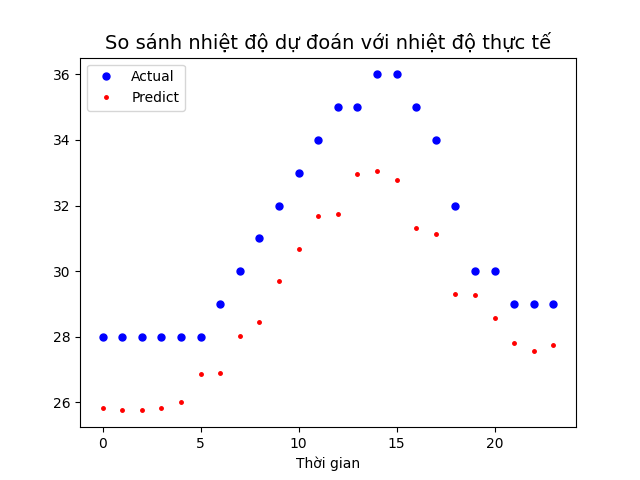 So sánh nhiệt độ dự đoán với nhiệt độ thực tế
Actual
Predict
36
34
32
30
28
26
0 5 10 15 20
Thời gian